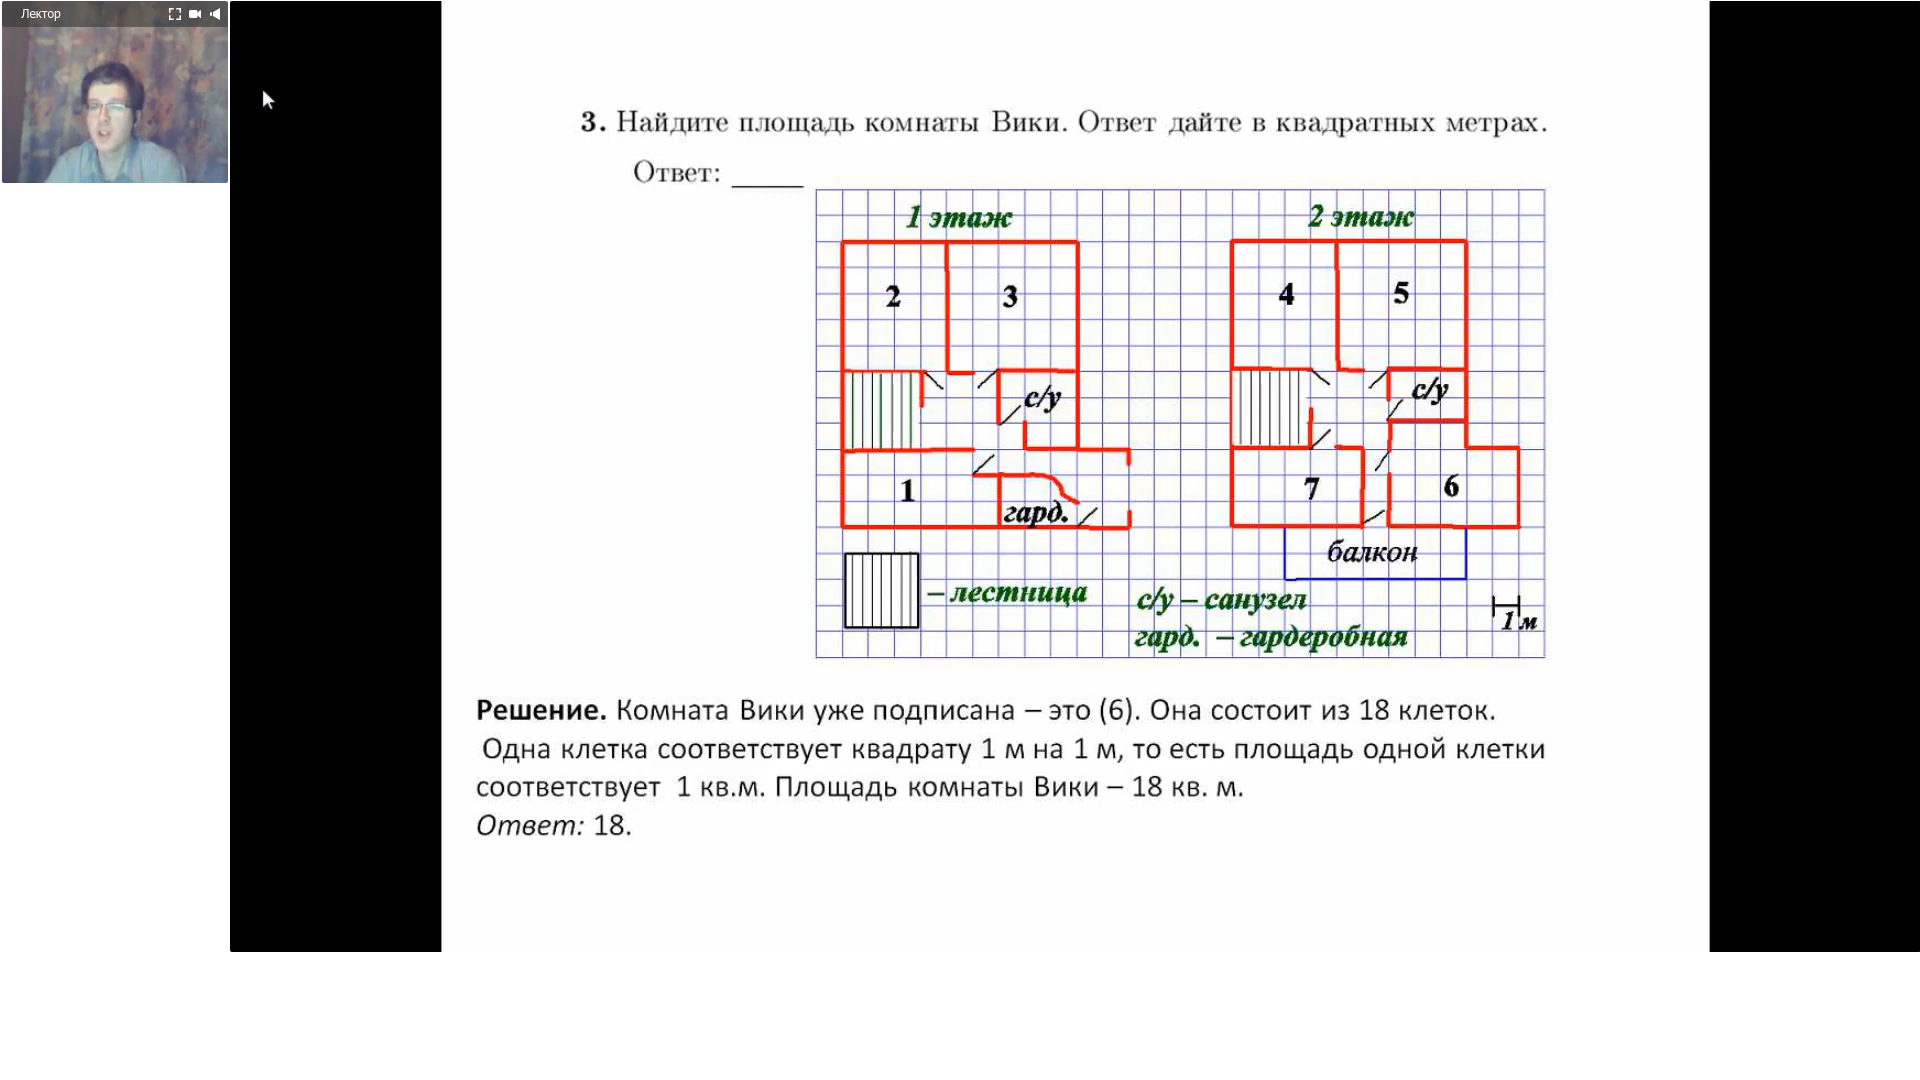 Лектор
3. Найдите площадь комнаты Вики. Ответ дайте в квадратных метрах.
Ответ: _____
1 этаж
2 этаж
2
3
4
5
с/у
с/у
1
гард.
7
6
балкон
– лестница
с/у – санузел
гард. – гардеробная
1 м
Решение. Комната Вики уже подписана – это (6). Она состоит из 18 клеток.
Одна клетка соответствует квадрату 1 м на 1 м, то есть площадь одной клетки
соответствует 1 кв.м. Площадь комнаты Вики – 18 кв. м.
Ответ: 18.